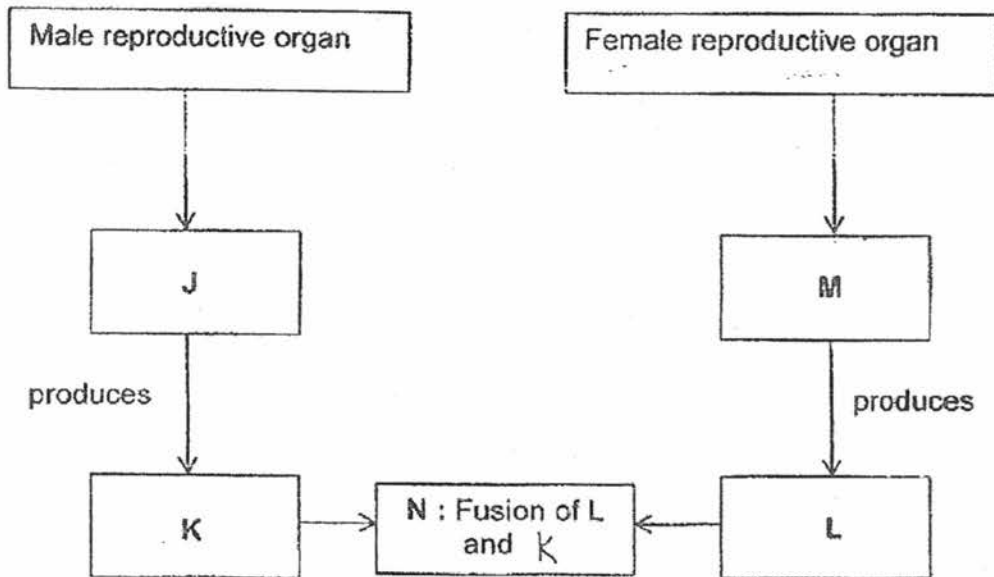 Male reproductive organ
Female reproductive organ
J
M
produces
produces
K
N : Fusion of L
and K
L